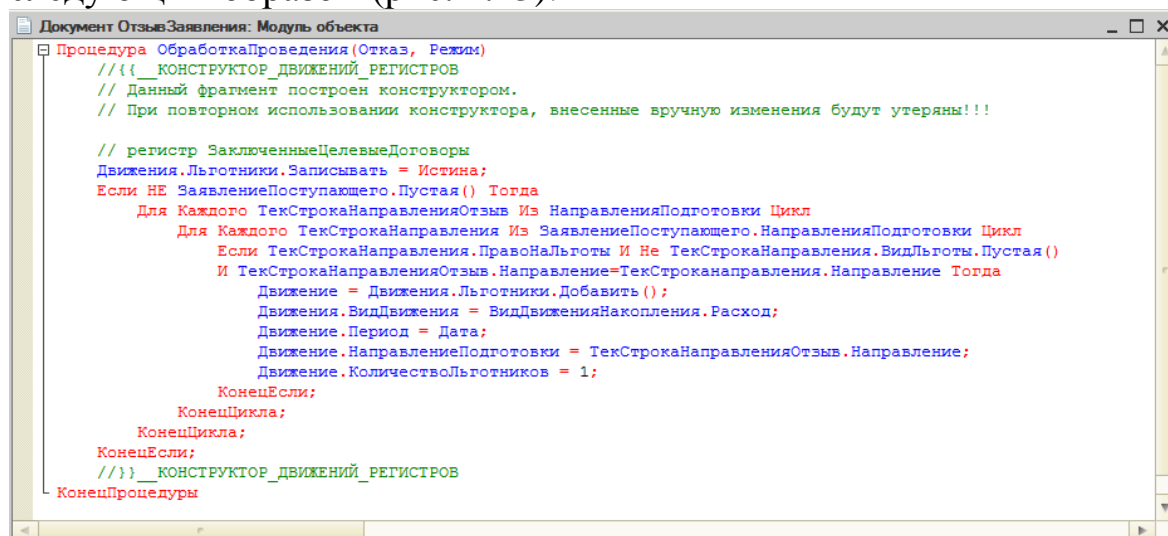 Документ ОтзывЗаявления: Модуль объекта
Процедура ОбработкаПроведения(Отказ, Режим)
//{{__КОНСТРУКТОР_ДВИЖЕНИЙ_РЕГИСТРОВ
// Данный фрагмент построен конструктором.
// При повторном использовании конструктора, внесенные вручную изменения будут утеряны!!!
// регистр ЗаключенныеЦелевыеДоговоры
Движения.Льготники.Записывать = Истина;
Если НЕ ЗаявлениеПоступающего.Пустая() Тогда
Для Каждого ТекСтрокаНаправленияОтзыв Из НаправленияПодготовки Цикл
Для Каждого ТекСтрокаНаправления Из ЗаявлениеПоступающего.НаправленияПодготовки Цикл
Если ТекСтрокаНаправления.ПравоНаЛьготы И Не ТекСтрокаНаправления.ВидЛьготы.Пустая()
И ТекСтрокаНаправленияОтзыв.Направление=ТекСтроканаправления.Направление Тогда
Движение = Движения.Льготники.Добавить();
Движение.ВидДвижения = ВидДвиженияНакопления.Расход;
Движение.Период = Дата;
Движение.НаправлениеПодготовки = ТекСтрокаНаправленияОтзыв.Направление;
Движение.КоличествоЛьготников = 1;
КонецЕсли;
КонецЦикла;
КонецЦикла;
КонецЕсли;
//}}__КОНСТРУКТОР_ДВИЖЕНИЙ_РЕГИСТРОВ
КонецПроцедуры